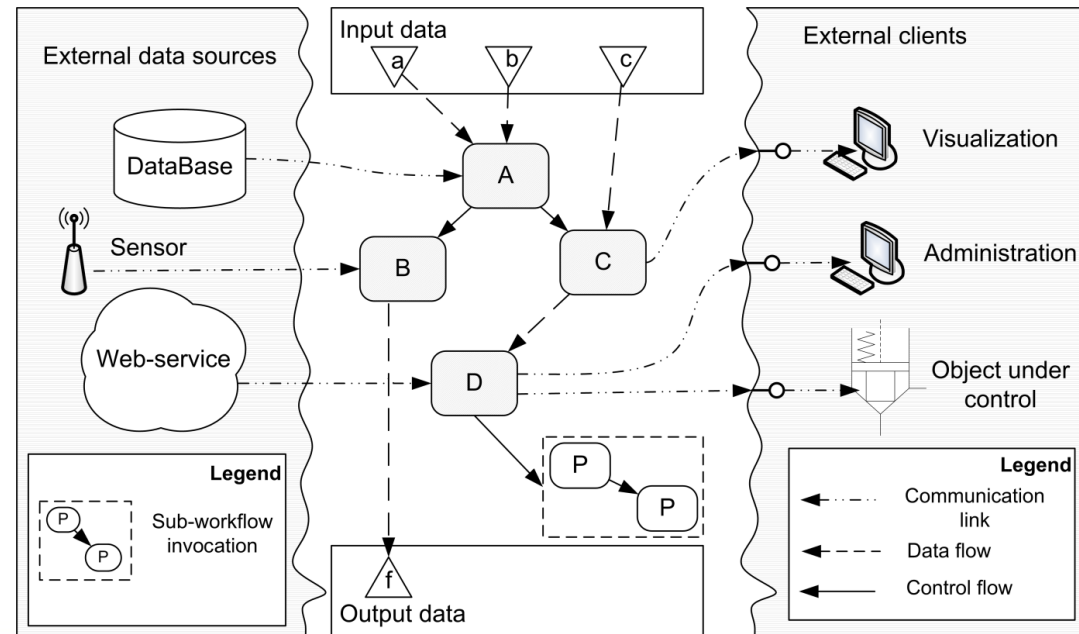 External data sources
DataBase
Sensor
Web-service
Legend
P
P
Sub-workflow
invocation
Input data
a
b
c
A
B
C
D
P
P
f
Output data
External clients
Visualization
Administration
Object under
control
Legend
Communication
link
Data flow
Control flow